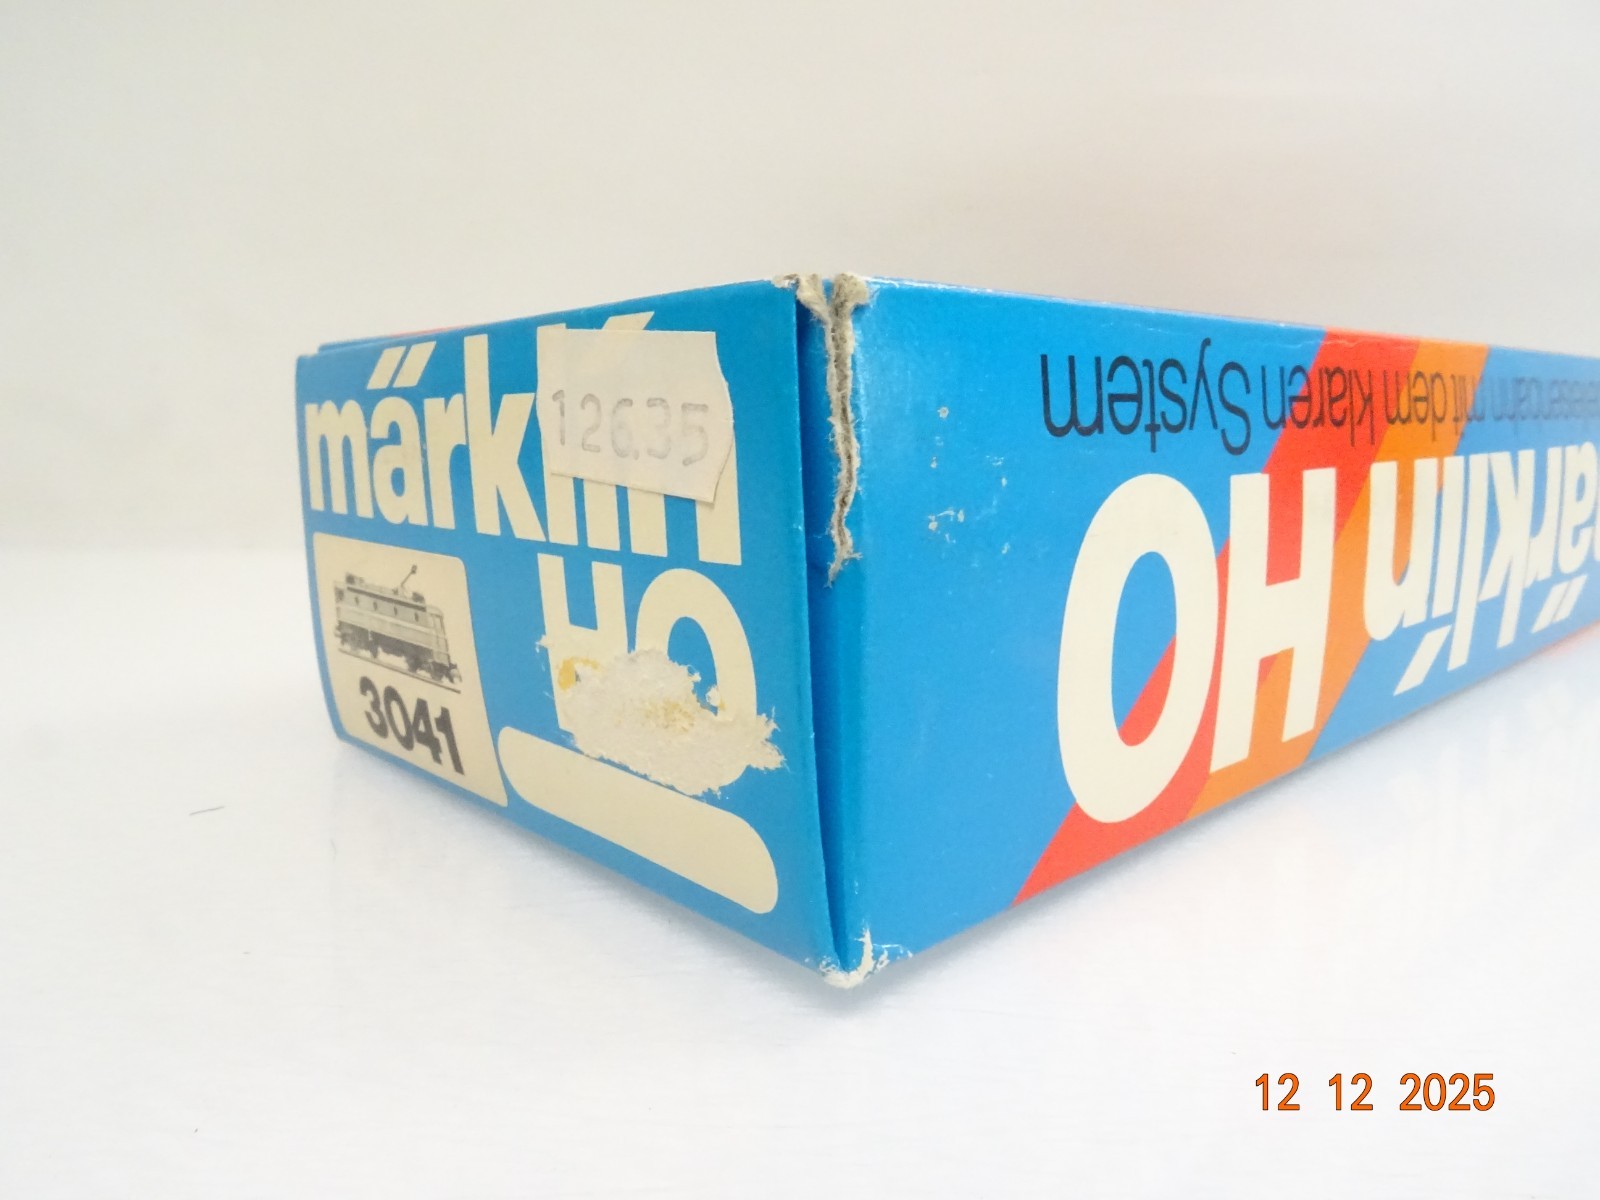 märklin
126.35
HO
3041
mit dem klaren System
märklin HO
12 12 2025